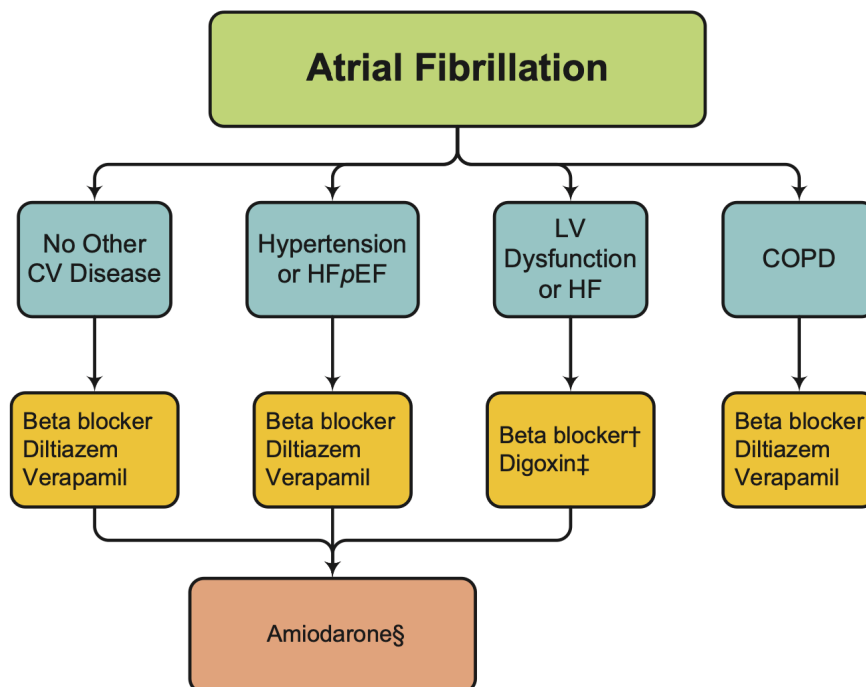 Atrial Fibrillation
No Other
CV Disease
Hypertension
or HFpEF
LV
Dysfunction
or HF
COPD
Beta blocker
Diltiazem
Verapamil
Beta blocker
Diltiazem
Verapamil
Beta blocker†
Digoxin‡
Beta blocker
Diltiazem
Verapamil
Amiodarone§